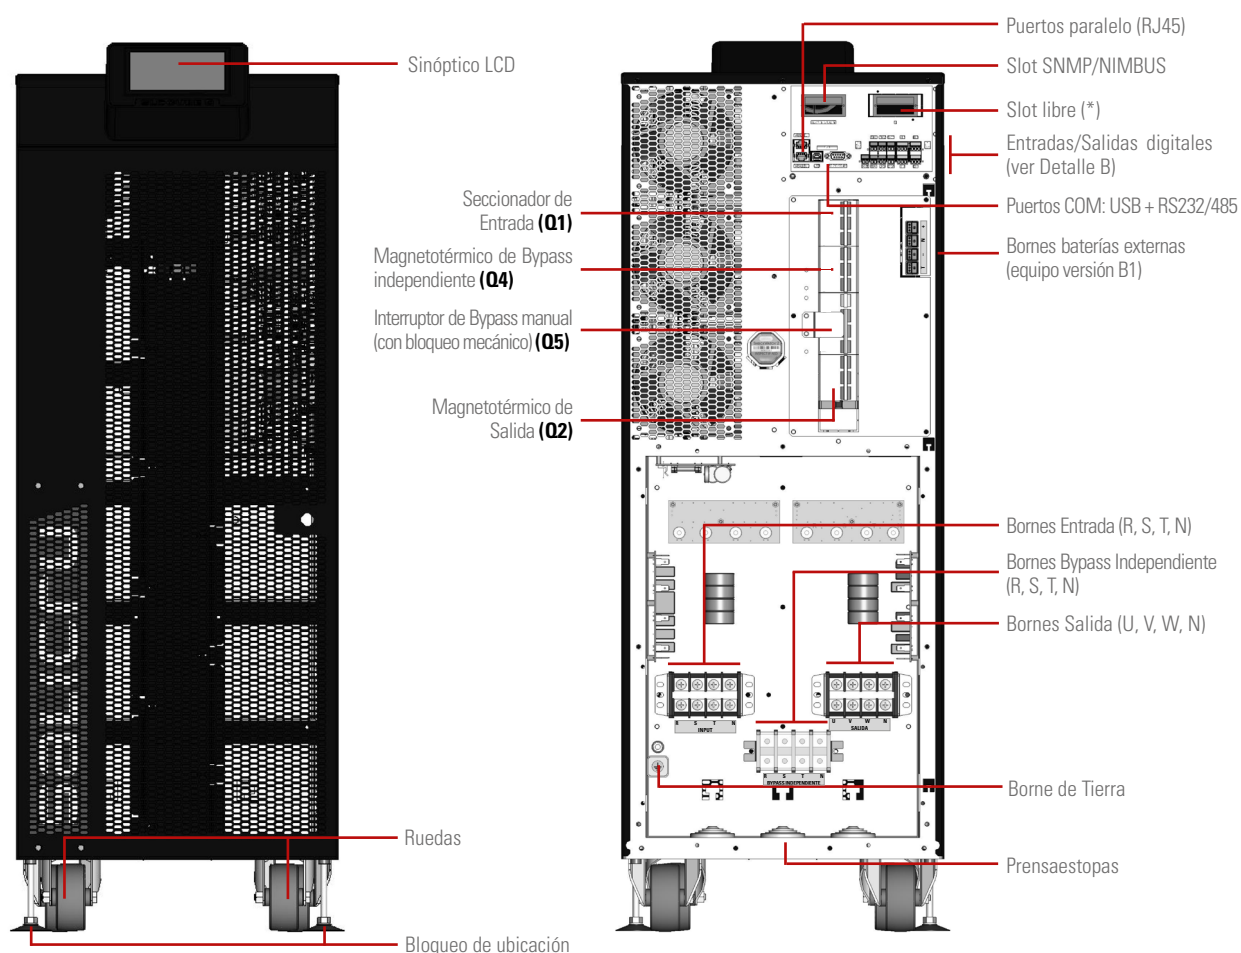 Sinóptico LCD
Ruedas
Bloqueo de ubicación
Seccionador de
Entrada (Q1)
Magnetotérmico de Bypass
independiente (Q4)
Interruptor de Bypass manual
(con bloqueo mecánico) (Q5)
Magnetotérmico de
Salida (Q2)
Puertos paralelo (RJ45)
Slot SNMP/NIMBUS
Slot libre (*)
Entradas/Salidas digitales
(ver Detalle B)
Puertos COM: USB + RS232/485
Bornes baterías externas
(equipo versión B1)
Bornes Entrada (R, S, T, N)
Bornes Bypass Independiente
(R, S, T, N)
Bornes Salida (U, V, W, N)
Borne de Tierra
Prensaestopas
R S T N
INPUT
U V W N
SALIDA
R S T N
BYPASS INDEPENDIENTE